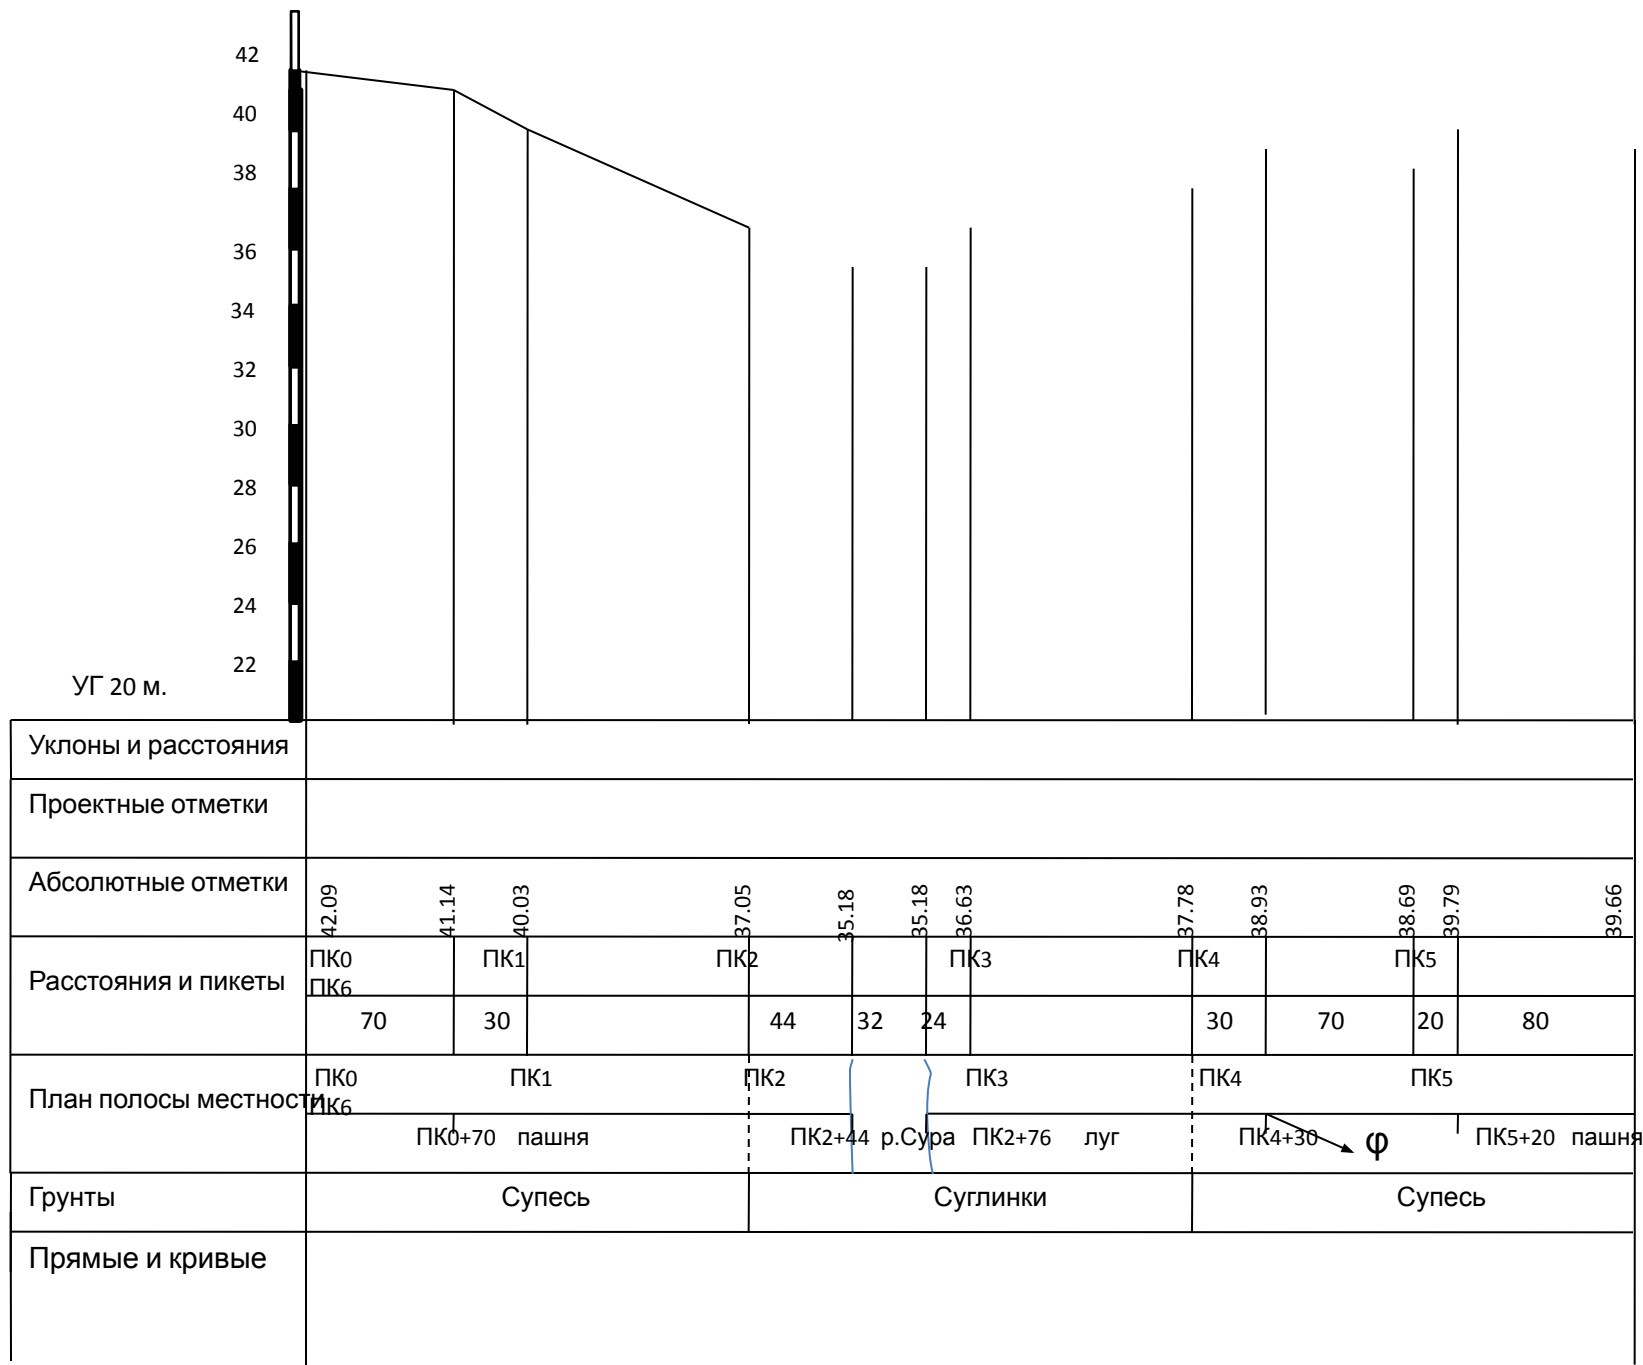 42
40
38
36
34
32
30
28
26
24
22
УГ 20 м.
Уклоны и расстояния
Проектные отметки
Абсолютные отметки
42.09
41.14
40.03
37.05
35.18
35.18
36.63
37.78
38.93
38.69
39.79
39.66
Расстояния и пикеты
ПК0 ПК1 ПК2 ПК3 ПК4 ПК5
ПК6
70 30 44 32 24 30 70 20 80
План полосы местности
ПК0 ПК1 ПК2 ПК3 ПК4 ПК5
ПК6
ПК0+70 пашня ПК2+44 р.Сура ПК2+76 луг ПК4+30 φ ПК5+20 пашня
Грунты Супесь Суглинки Супесь
Прямые и кривые